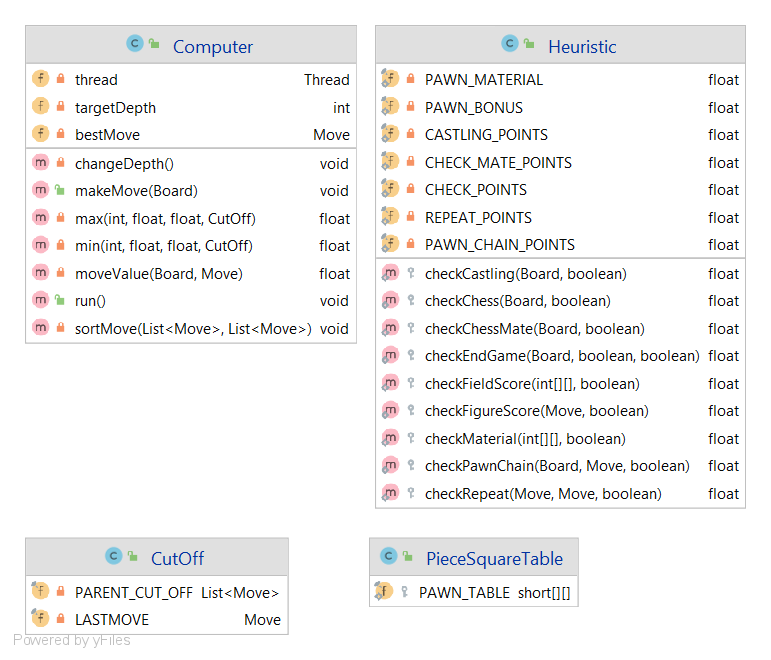 Computer
thread Thread
targetDepth int
bestMove Move
changeDepth() void
makeMove(Board) void
max(int, float, float, CutOff) float
min(int, float, float, CutOff) float
moveValue(Board, Move) float
run() void
sortMove(List<Move>, List<Move>) void
Heuristic
PAWN_MATERIAL float
PAWN_BONUS float
CASTLING_POINTS float
CHECK_MATE_POINTS float
CHECK_POINTS float
REPEAT_POINTS float
PAWN_CHAIN_POINTS float
checkCastling(Board, boolean) float
checkChess(Board, boolean) float
checkChessMate(Board, boolean) float
checkEndGame(Board, boolean, boolean) float
checkFieldScore(int[][], boolean) float
checkFigureScore(Move, boolean) float
checkMaterial(int[][], boolean) float
checkPawnChain(Board, Move, boolean) float
checkRepeat(Move, Move, boolean) float
CutOff
PARENT_CUT_OFF List<Move>
LASTMOVE Move
PieceSquareTable
PAWN_TABLE short[][]
Powered by yFiles